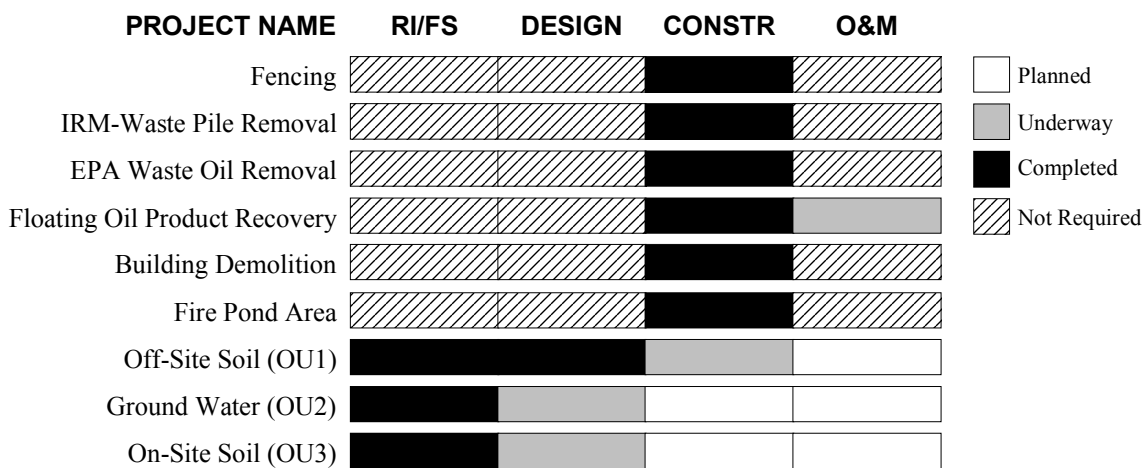 PROJECT NAME RI/FS DESIGN CONSTR O&M
Fencing
IRM-Waste Pile Removal
EPA Waste Oil Removal
Floating Oil Product Recovery
Building Demolition
Fire Pond Area
Off-Site Soil (OU1)
Ground Water (OU2)
On-Site Soil (OU3)
Planned
Underway
Completed
Not Required